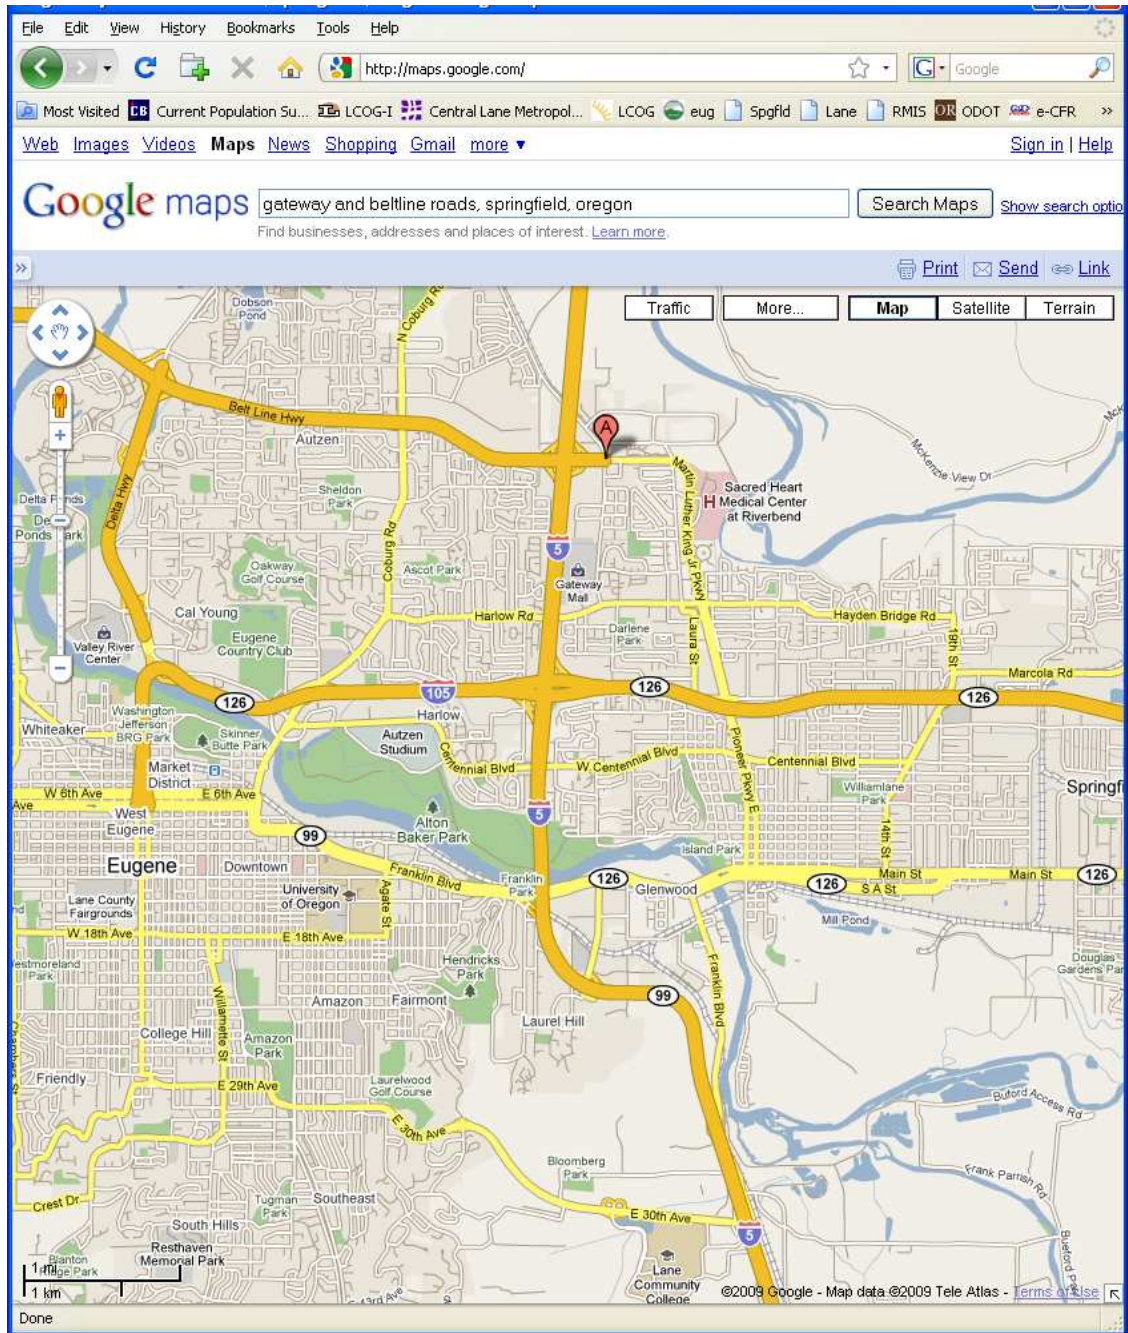 File Edit View History Bookmarks Tools Help
http://maps.google.com/
Google
Most Visited CB Current Population Su... LCOG-I Central Lane Metropol... LCOG eug Spgfld Lane RMIS OR ODOT e-CFR »
Web Images Videos Maps News Shopping Gmail more ▼ Sign in | Help
Google maps gateway and beltline roads, springfield, oregon Search Maps Show search optio
Find businesses, addresses and places of interest. Learn more.
» Print Send Link
Traffic More... Map Satellite Terrain
Dobson Pond
N Coburg Rd
Belt Line Hwy
Autzen
A
McKenzie View Dr
Delta Hwy
Sheldon Park
Martin Luther King Jr Pkwy
H
Sacred Heart
Medical Center
at Riverbend
Coburg Rd
5
Oakway
Golf Course
Ascot Park
Gateway
Mall
Cal Young
Harlow Rd
Hayden Bridge Rd
Eugene
Country Club
Darlene
Park
Laura St
19th St
Valley River
Center
Marcola Rd
105
126
126
126
Washington
Jefferson
BRG Park
Whiteaker
Skinner
Butte Park
Harlow
Autzen
Studium
Centennial Blvd
W Centennial Blvd
Centennial Blvd
Pioneer Pkwy E
Market
District
W 6th Ave
E 6th Ave
Ave
Willamlane
Park
Springfi
West
Eugene
Alton
Baker Park
5
14th St
99
Eugene
Downtown
Franklin Blvd
Franklin
Park
Island Park
126
Glenwood
126
Main St
S A St
Main St
126
Lane County
Fairgrounds
University
of Oregon
Agate St
Mill Pond
W 18th Ave
E 18th Ave
Hendricks
Park
Franklin Blvd
Douglas
Gardens Par
Willamette St
Amazon
Fairmont
99
Laurel Hill
College Hill
Amazon
Park
Friendly
E 29th Ave
Laurelwood
Golf Course
E 30th Ave
Buford Access Rd
Bloomberg
Park
Frank Parrish Rd
Crest Dr
Tugman
Park
Southeast
E 30th Ave
5
South Hills
Resthaven
Memorial Park
Lane
Community
College
1 mi
1 km
©2009 Google - Map data ©2009 Tele Atlas - Terms of Use
Done